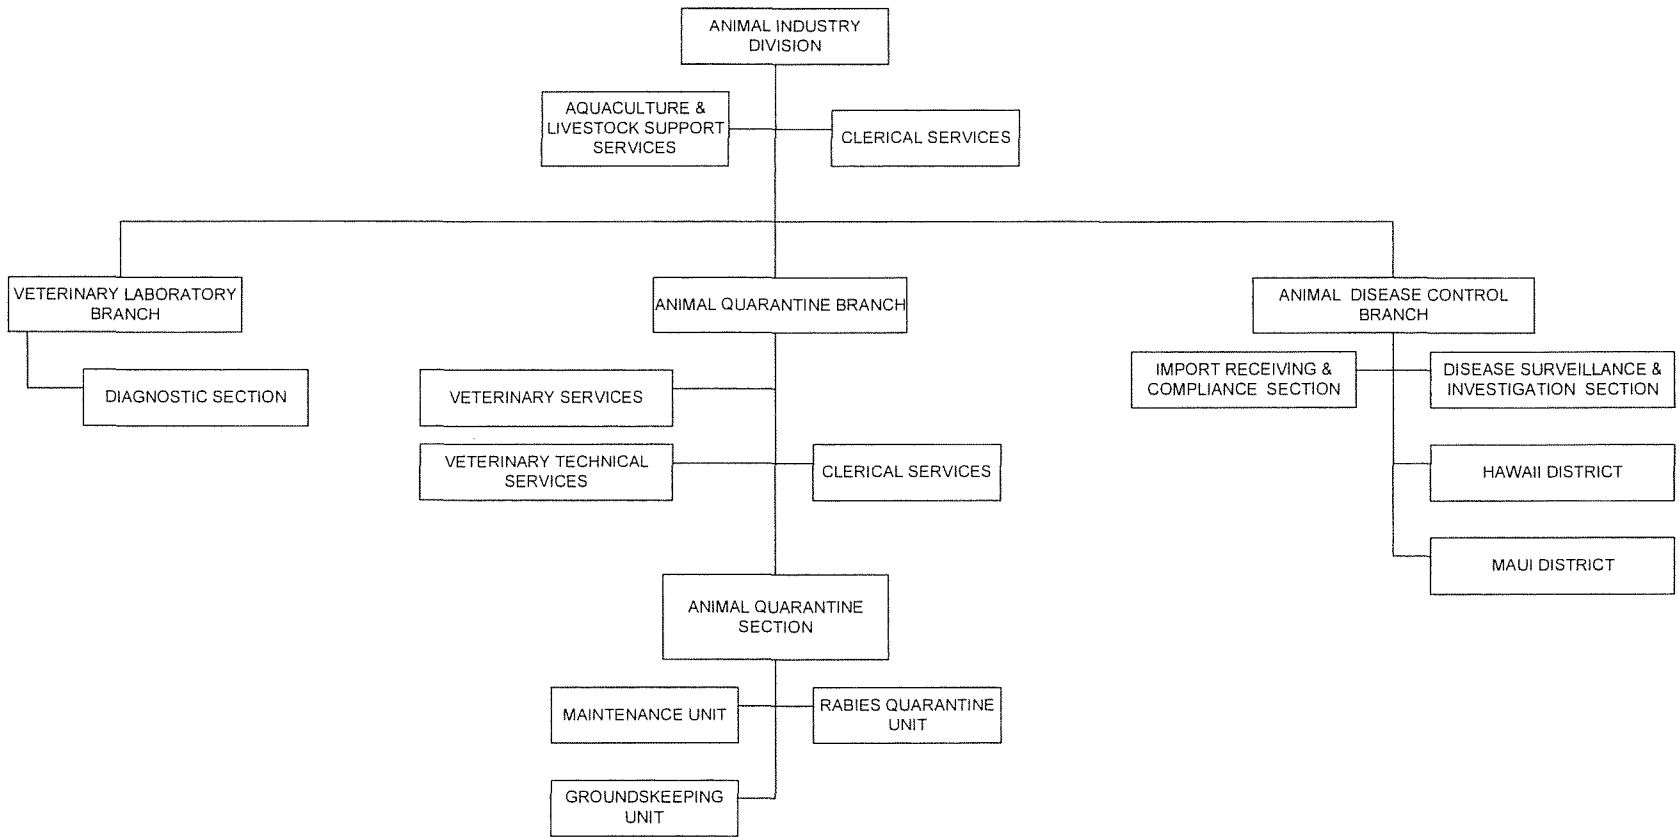 ANIMAL INDUSTRY
DIVISION
AQUACULTURE &
LIVESTOCK SUPPORT
SERVICES
CLERICAL SERVICES
VETERINARY LABORATORY
BRANCH
ANIMAL QUARANTINE BRANCH
ANIMAL DISEASE CONTROL
BRANCH
DIAGNOSTIC SECTION
VETERINARY SERVICES
VETERINARY TECHNICAL
SERVICES
CLERICAL SERVICES
IMPORT RECEIVING &
COMPLIANCE SECTION
DISEASE SURVEILLANCE &
INVESTIGATION SECTION
HAWAII DISTRICT
MAUI DISTRICT
ANIMAL QUARANTINE
SECTION
MAINTENANCE UNIT
RABIES QUARANTINE
UNIT
GROUNDSKEEPING
UNIT